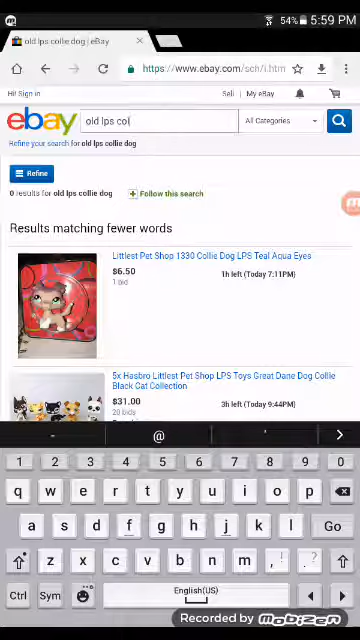 54% 5:59 PM
old lps collie dog | eBay
https://www.ebay.com/sch/i.htm
Hi! Sign in Sell My eBay
ebay old lps col All Categories
Refine your search for old lps collie dog
Refine
0 results for old lps collie dog Follow this search
Results matching fewer words
Littlest Pet Shop 1330 Collie Dog LPS Teal Aqua Eyes
$6.50 1h left (Today 7:11PM)
1 bid
5x Hasbro Littlest Pet Shop LPS Toys Great Dane Dog Collie
Black Cat Collection
$31.00 3h left (Today 9:44PM)
20 bids
- @ '
1 2 3 4 5 6 7 8 9 0
q w e r t y u i o p
a s d f g h j k l Go
z x c v b n m , ! . ?
Ctrl Sym English(US)
Recorded by MOBIZEN